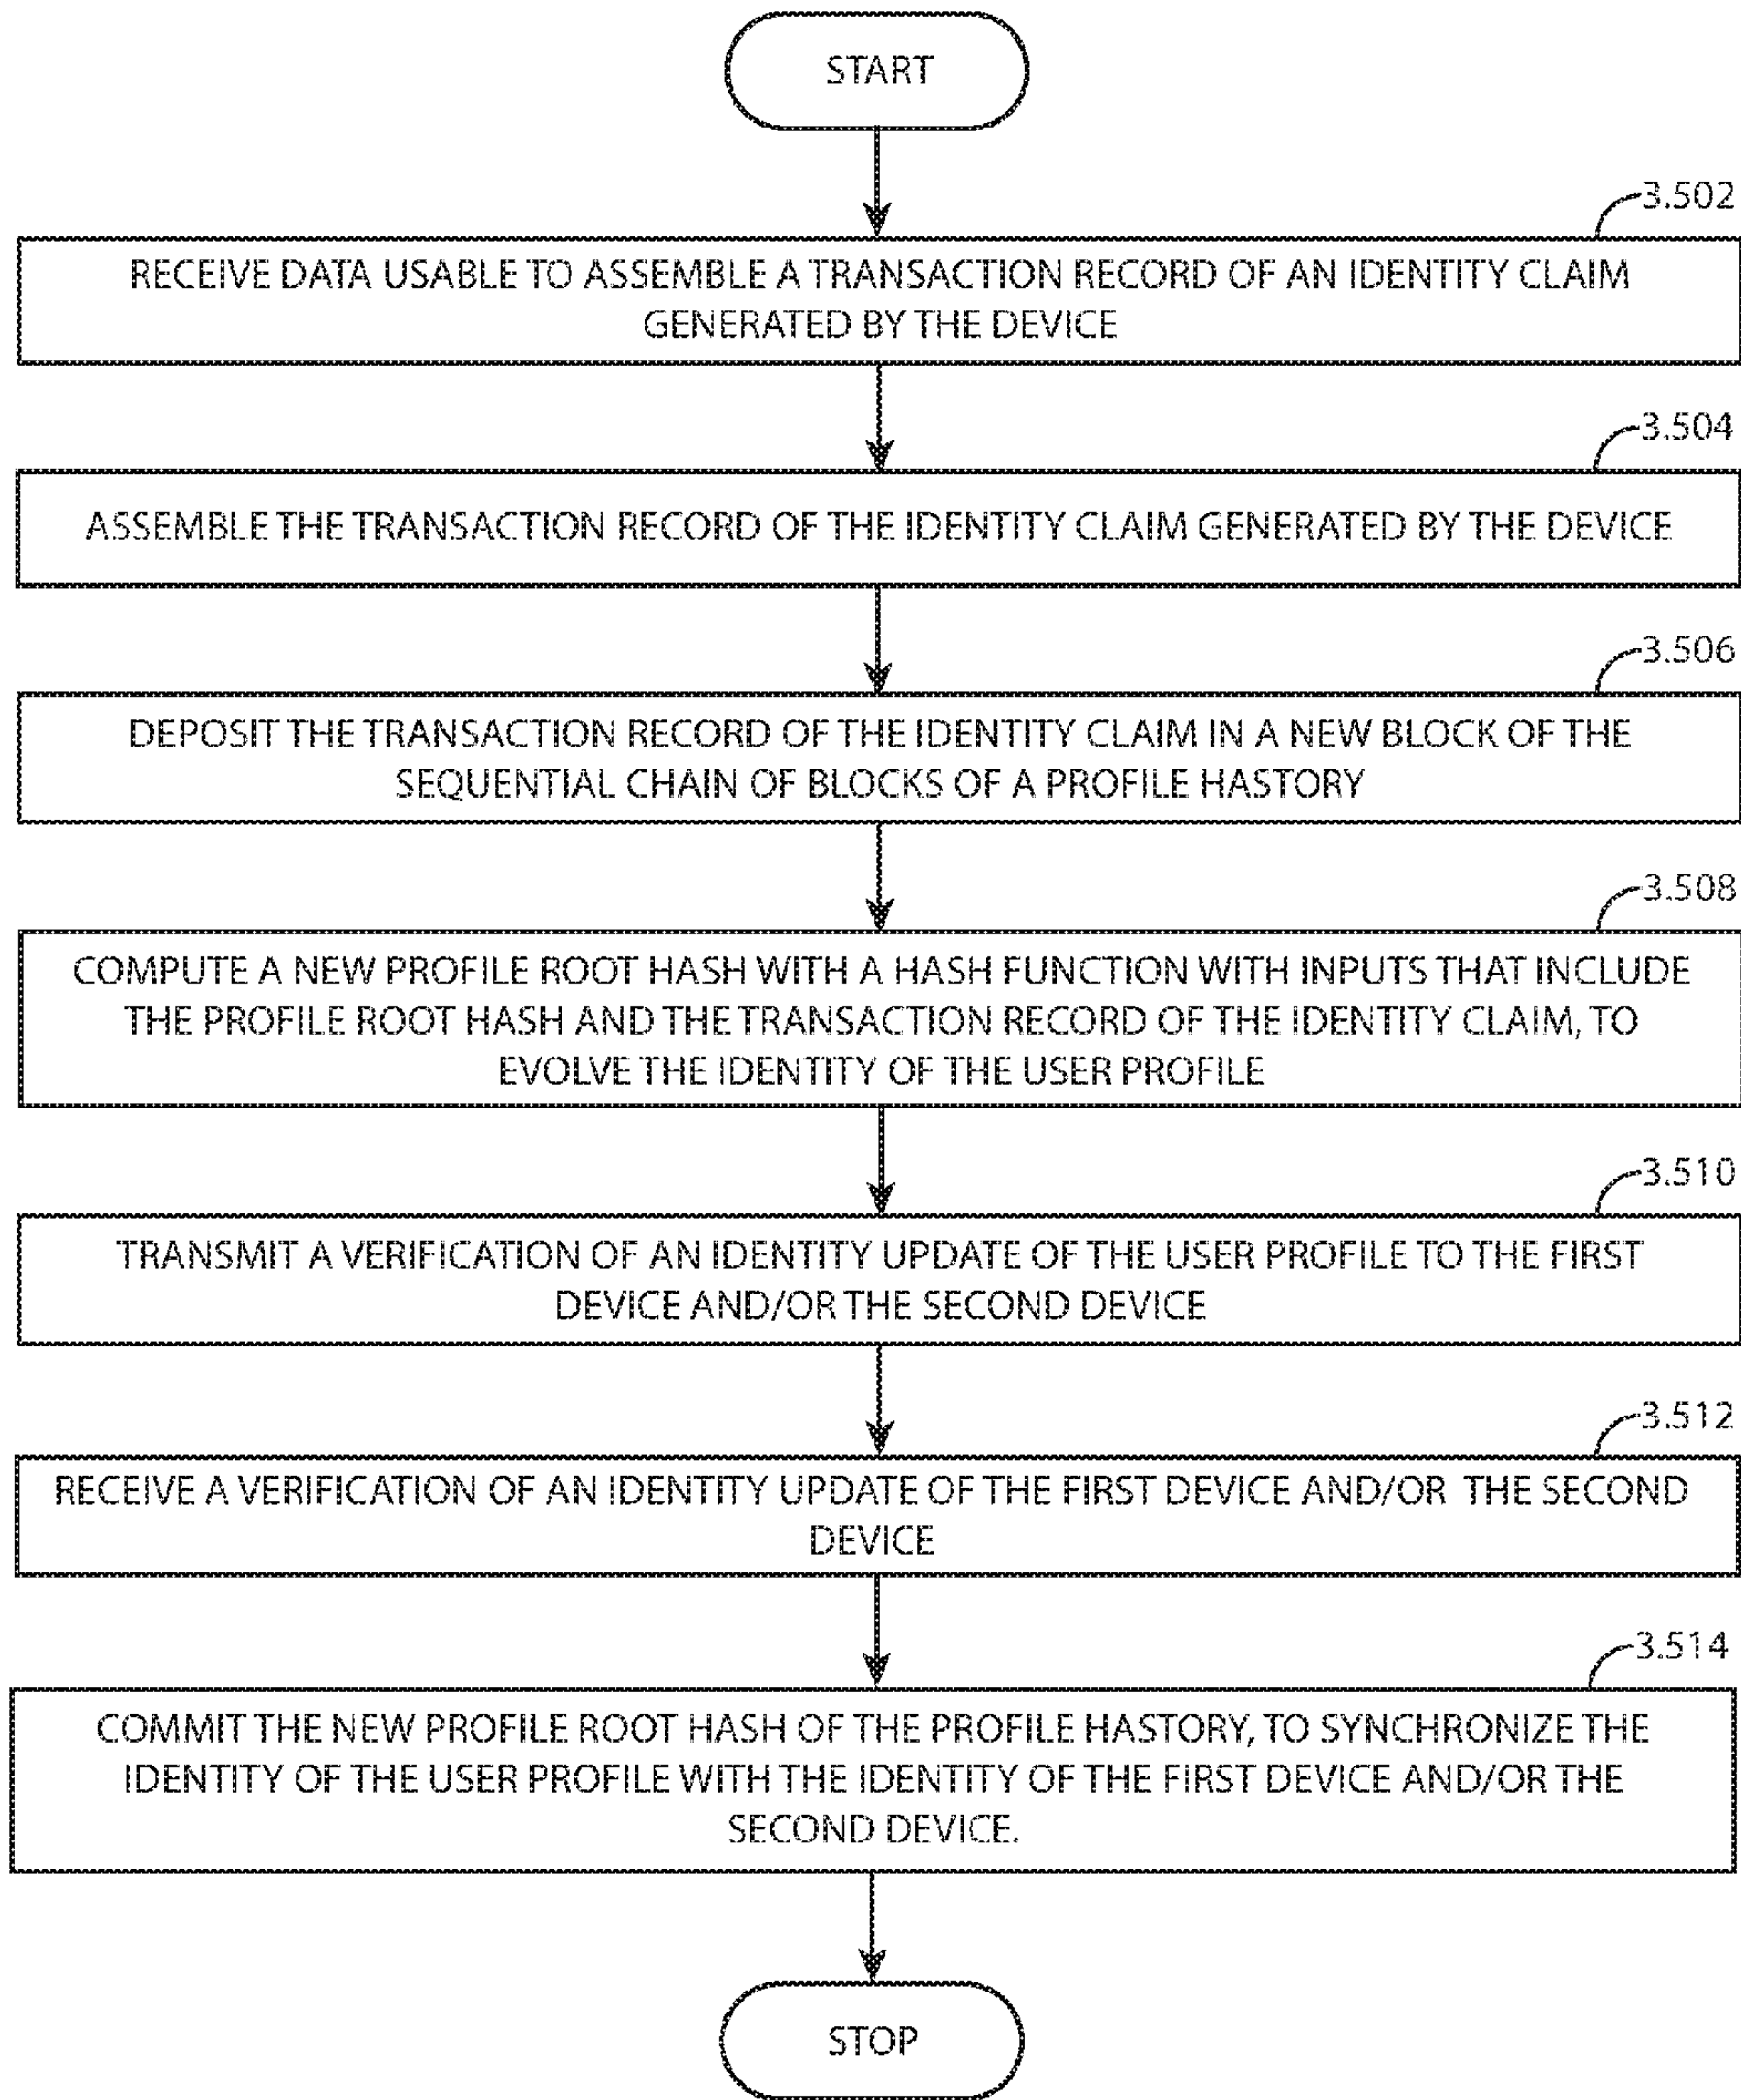 START
3.502
RECEIVE DATA USABLE TO ASSEMBLE A TRANSACTION RECORD OF AN IDENTITY CLAIM
GENERATED BY THE DEVICE
3.504
ASSEMBLE THE TRANSACTION RECORD OF THE IDENTITY CLAIM GENERATED BY THE DEVICE
3.506
DEPOSIT THE TRANSACTION RECORD OF THE IDENTITY CLAIM IN A NEW BLOCK OF THE
SEQUENTIAL CHAIN OF BLOCKS OF A PROFILE HASTORY
3.508
COMPUTE A NEW PROFILE ROOT HASH WITH A HASH FUNCTION WITH INPUTS THAT INCLUDE
THE PROFILE ROOT HASH AND THE TRANSACTION RECORD OF THE IDENTITY CLAIM, TO
EVOLVE THE IDENTITY OF THE USER PROFILE
3.510
TRANSMIT A VERIFICATION OF AN IDENTITY UPDATE OF THE USER PROFILE TO THE FIRST
DEVICE AND/OR THE SECOND DEVICE
3.512
RECEIVE A VERIFICATION OF AN IDENTITY UPDATE OF THE FIRST DEVICE AND/OR THE SECOND
DEVICE
3.514
COMMIT THE NEW PROFILE ROOT HASH OF THE PROFILE HASTORY, TO SYNCHRONIZE THE
IDENTITY OF THE USER PROFILE WITH THE IDENTITY OF THE FIRST DEVICE AND/OR THE
SECOND DEVICE.
STOP